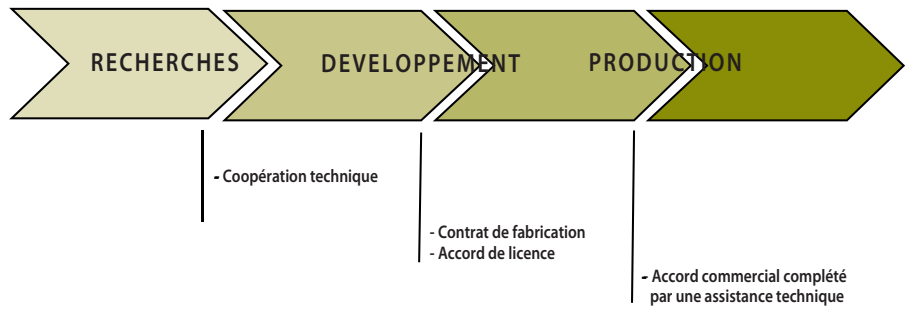 RECHERCHES
DEVELOPPEMENT
PRODUCTION
- Coopération technique
- Contrat de fabrication
- Accord de licence
- Accord commercial complété
par une assistance technique